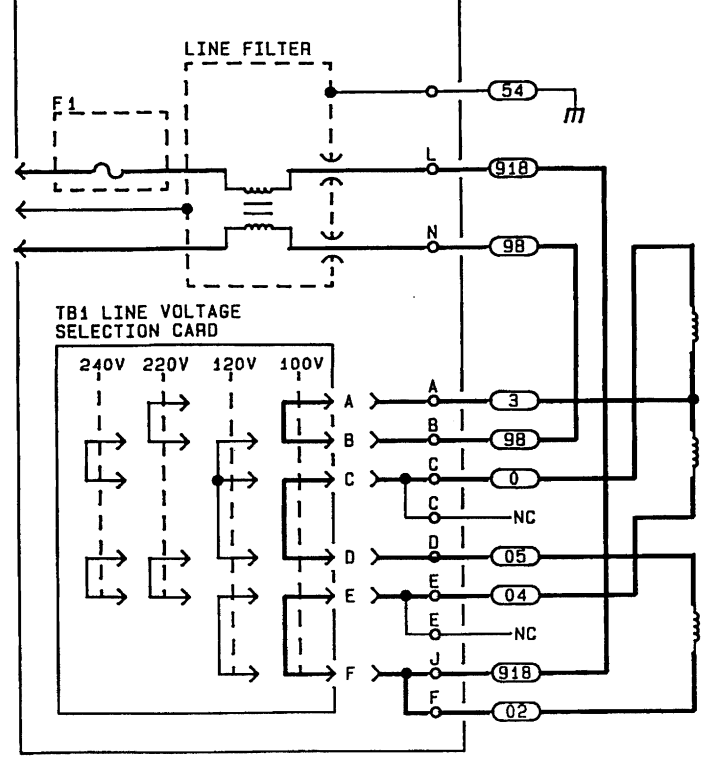 LINE FILTER
54
F1
L
918
N
98
TB1 LINE VOLTAGE
SELECTION CARD
240V 220V 120V 100V
A A 3
B B 98
C C 0
C NC
D D 05
E E 04
E NC
F J 918
F 02